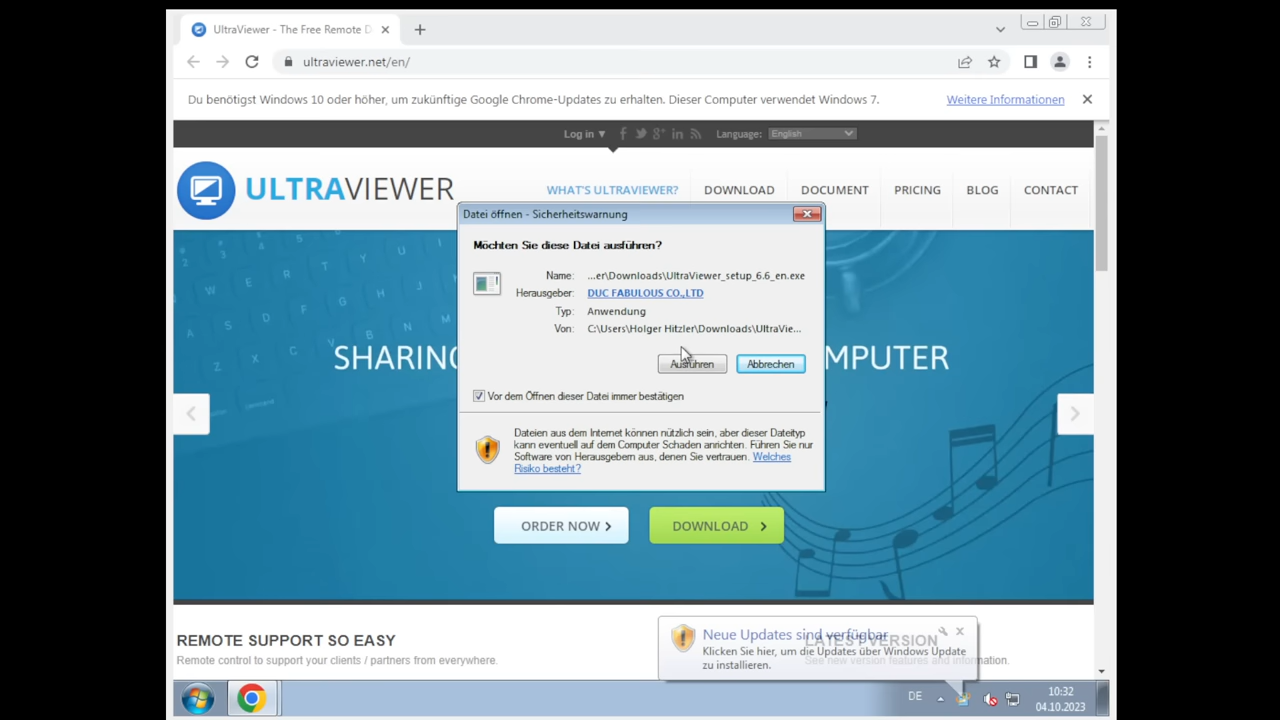 UltraViewer - The Free Remote D
ultraviewer.net/en/
Du benötigst Windows 10 oder höher, um zukünftige Google Chrome-Updates zu erhalten. Dieser Computer verwendet Windows 7.
Weitere Informationen
Log in ▼
Language:
English
ULTRAVIEWER
WHAT'S ULTRAVIEWER?
DOWNLOAD
DOCUMENT
PRICING
BLOG
CONTACT
Datei öffnen - Sicherheitswarnung
Möchten Sie diese Datei ausführen?
Name: ...er\Downloads\UltraViewer_setup_6.6_en.exe
Herausgeber: DUC FABULOUS CO.,LTD
Typ: Anwendung
Von: C:\Users\Holger Hitzler\Downloads\UltraVie...
Ausführen
Abbrechen
Vor dem Öffnen dieser Datei immer bestätigen
Dateien aus dem Internet können nützlich sein, aber dieser Dateityp
kann eventuell auf dem Computer Schaden anrichten. Führen Sie nur
Software von Herausgebern aus, denen Sie vertrauen. Welches
Risiko besteht?
SHARING
MPUTER
ORDER NOW
DOWNLOAD
REMOTE SUPPORT SO EASY
Remote control to support your clients / partners from everywhere.
LATEST VERSION
See new version features and information.
Neue Updates sind verfügbar
Klicken Sie hier, um die Updates über Windows Update
zu installieren.
DE
10:32
04.10.2023